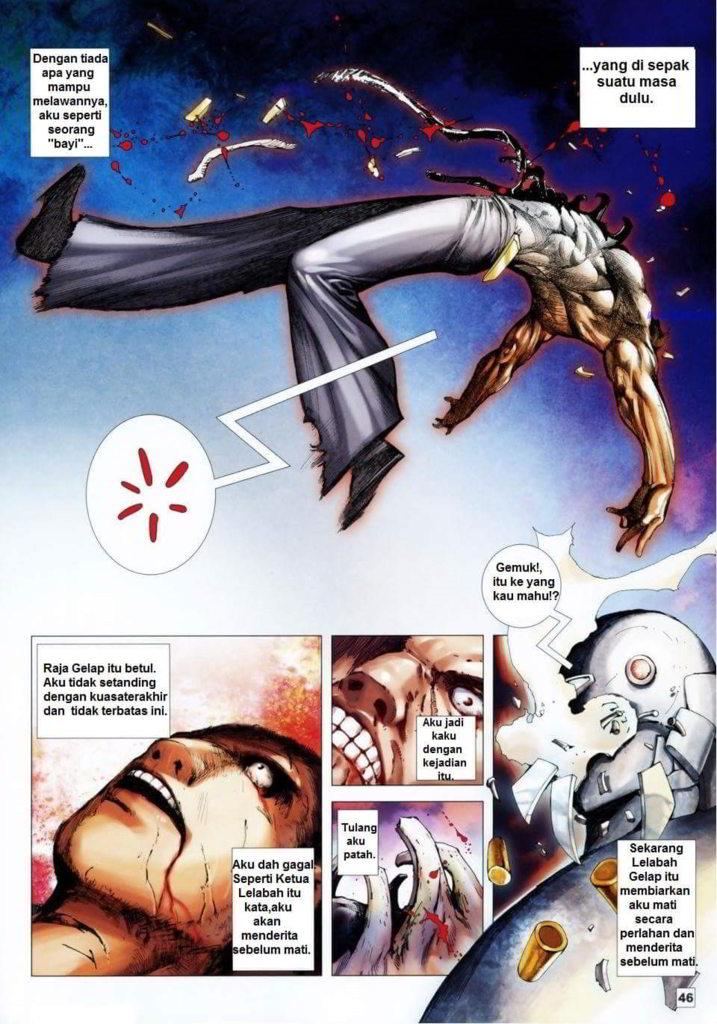 Dengan tiada
apa yang
mampu
melawannya,
aku seperti
seorang
"bayi"...
...yang di sepak
suatu masa
dulu.
Gemuk!,
itu ke yang
kau mahu!?
Raja Gelap itu betul.
Aku tidak setanding
dengan kuasaterakhir
dan tidak terbatas ini.
Aku dah gagal
Seperti Ketua
Lelabah itu
kata,aku
akan
menderita
sebelum mati.
Aku jadi
kaku
dengan
kejadian
itu.
Tulang
aku
patah.
Sekarang
Lelabah
Gelap itu
membiarkan
aku mati
secara
perlahan dan
menderita
sebelum mati.
46